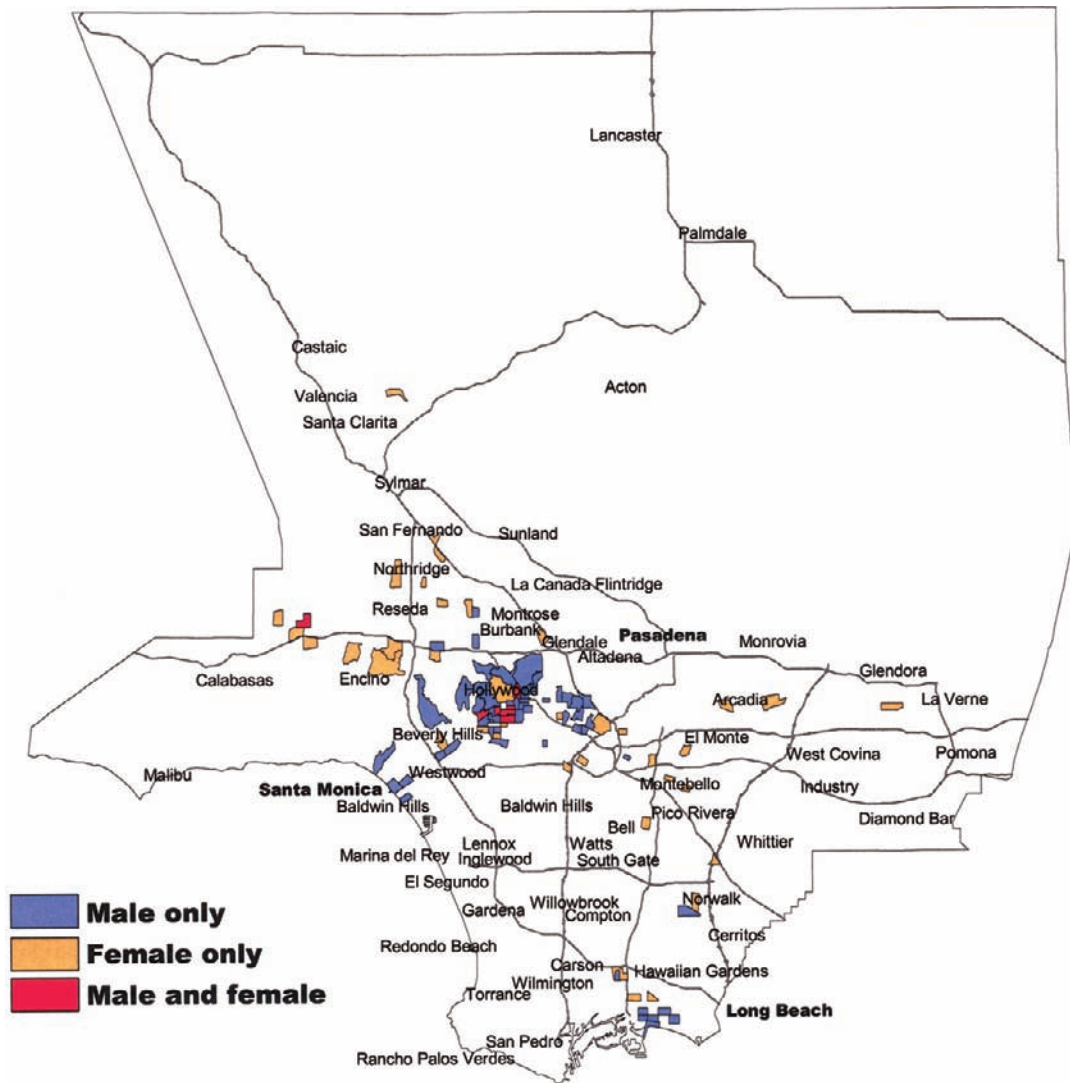 Lancaster
Palmdale
Castaic
Acton
Valencia
Santa Clarita
Sylmar
San Fernando
Sunland
Northridge
La Canada Flintridge
Reseda
Montrose
Burbank
Glendale
Pasadena
Monrovia
Altadena
Glendora
Calabasas
Encino
Hollywood
Arcadia
La Verne
Beverly Hills
El Monte
West Covina
Pomona
Malibu
Westwood
Santa Monica
Montebello
Industry
Baldwin Hills
Baldwin Hills
Pico Rivera
Diamond Bar
Bell
Whittier
Marina del Rey
Lennox
Watts
Inglewood
South Gate
El Segundo
Gardena
Willowbrook
Compton
Norwalk
Redondo Beach
Cerritos
Carson
Hawaiian Gardens
Wilmington
Torrance
Long Beach
San Pedro
Rancho Palos Verdes
Male only
Female only
Male and female